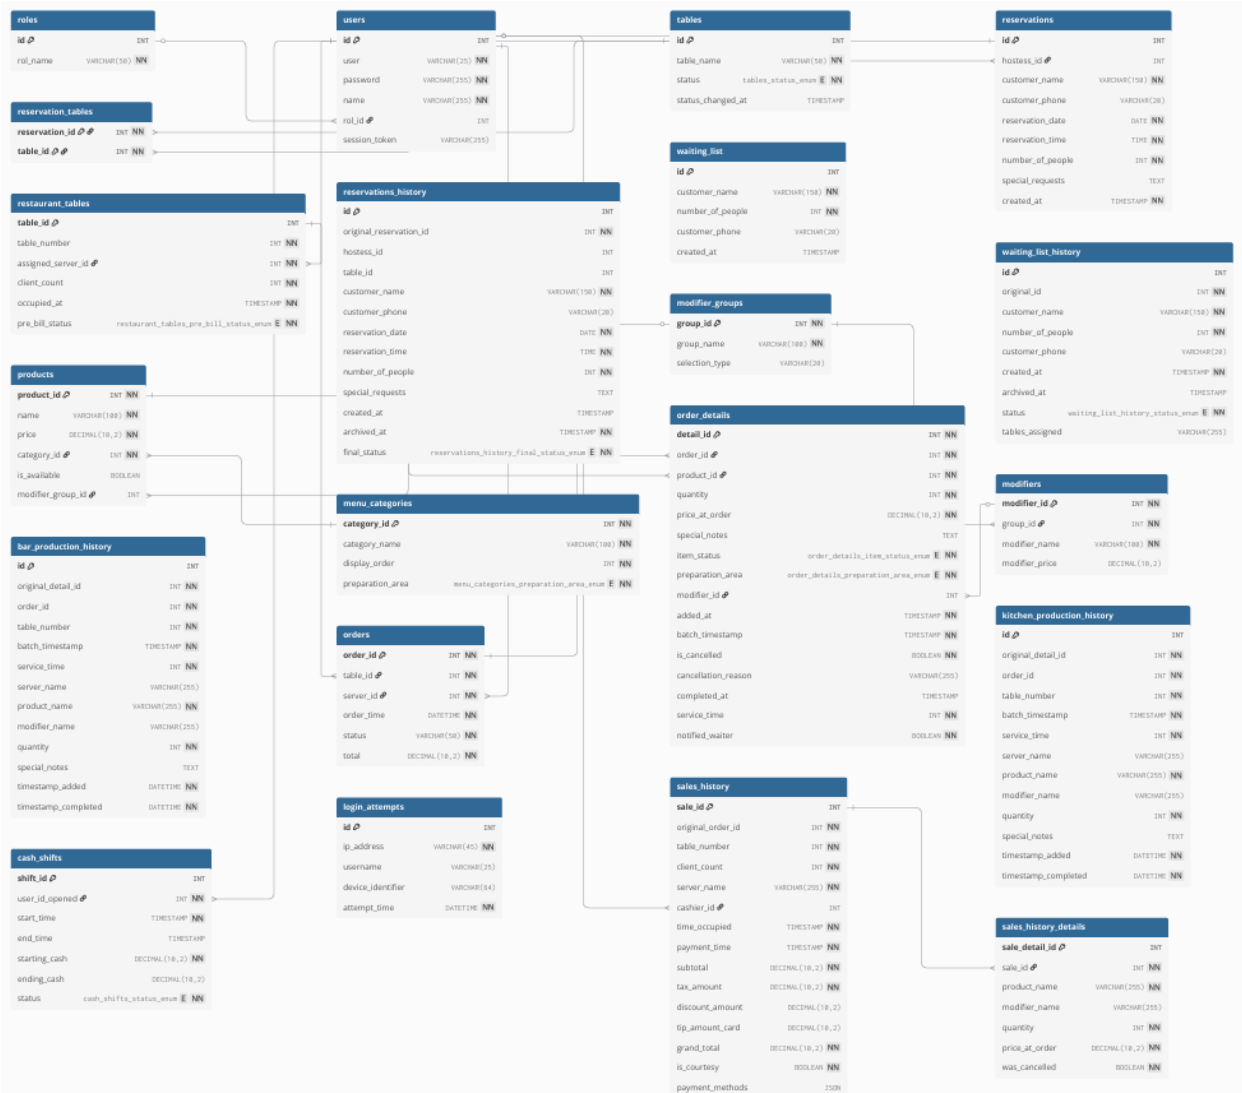 roles
id INT
rol_name VARCHAR(50) NN
reservation_tables
reservation_id INT NN
table_id INT NN
restaurant_tables
table_id INT
table_number INT NN
assigned_server_id INT NN
client_count INT NN
occupied_at TIMESTAMP NN
pre_bill_status restaurant_tables_pre_bill_status_enum E NN
products
product_id INT NN
name VARCHAR(100) NN
price DECIMAL(10,2) NN
category_id INT NN
is_available BOOLEAN
modifier_group_id INT
bar_production_history
id INT
original_detail_id INT NN
order_id INT NN
table_number INT NN
batch_timestamp TIMESTAMP NN
service_time INT NN
server_name VARCHAR(255)
product_name VARCHAR(255) NN
modifier_name VARCHAR(255)
quantity INT NN
special_notes TEXT
timestamp_added DATETIME NN
timestamp_completed DATETIME NN
cash_shifts
shift_id INT
user_id_opened INT NN
start_time TIMESTAMP NN
end_time TIMESTAMP
starting_cash DECIMAL(10,2) NN
ending_cash DECIMAL(10,2)
status cash_shifts_status_enum E NN
users
id INT
user VARCHAR(25) NN
password VARCHAR(255) NN
name VARCHAR(255) NN
rol_id INT
session_token VARCHAR(255)
reservations_history
id INT
original_reservation_id INT NN
hostess_id INT
table_id INT
customer_name VARCHAR(150) NN
customer_phone VARCHAR(20)
reservation_date DATE NN
reservation_time TIME NN
number_of_people INT NN
special_requests TEXT
created_at TIMESTAMP
archived_at TIMESTAMP NN
final_status reservations_history_final_status_enum E NN
menu_categories
category_id INT NN
category_name VARCHAR(100) NN
display_order INT NN
preparation_area menu_categories_preparation_area_enum E NN
orders
order_id INT NN
table_id INT NN
server_id INT NN
order_time DATETIME NN
status VARCHAR(50) NN
total DECIMAL(10,2) NN
login_attempts
id INT
ip_address VARCHAR(45) NN
username VARCHAR(25)
device_identifier VARCHAR(64)
attempt_time DATETIME NN
tables
id INT
table_name VARCHAR(50) NN
status tables_status_enum E NN
status_changed_at TIMESTAMP
waiting_list
id INT
customer_name VARCHAR(150) NN
number_of_people INT NN
customer_phone VARCHAR(20)
created_at TIMESTAMP
modifier_groups
group_id INT NN
group_name VARCHAR(100) NN
selection_type VARCHAR(20)
order_details
detail_id INT NN
order_id INT NN
product_id INT NN
quantity INT NN
price_at_order DECIMAL(10,2) NN
special_notes TEXT
item_status order_details_item_status_enum E NN
preparation_area order_details_preparation_area_enum E NN
modifier_id INT
added_at TIMESTAMP NN
batch_timestamp TIMESTAMP NN
is_cancelled BOOLEAN NN
cancellation_reason VARCHAR(255)
completed_at TIMESTAMP
service_time INT NN
notified_waiter BOOLEAN NN
sales_history
sale_id INT
original_order_id INT NN
table_number INT NN
client_count INT NN
server_name VARCHAR(255) NN
cashier_id INT
time_occupied TIMESTAMP NN
payment_time TIMESTAMP NN
subtotal DECIMAL(10,2) NN
tax_amount DECIMAL(10,2) NN
discount_amount DECIMAL(10,2)
tip_amount_card DECIMAL(10,2)
grand_total DECIMAL(10,2) NN
is_courtesy BOOLEAN NN
payment_methods JSON
reservations
id INT
hostess_id INT
customer_name VARCHAR(150) NN
customer_phone VARCHAR(20)
reservation_date DATE NN
reservation_time TIME NN
number_of_people INT NN
special_requests TEXT
created_at TIMESTAMP NN
waiting_list_history
id INT
original_id INT NN
customer_name VARCHAR(150) NN
number_of_people INT NN
customer_phone VARCHAR(20)
created_at TIMESTAMP NN
archived_at TIMESTAMP
status waiting_list_history_status_enum E NN
tables_assigned VARCHAR(255)
modifiers
modifier_id INT NN
group_id INT NN
modifier_name VARCHAR(100) NN
modifier_price DECIMAL(10,2)
kitchen_production_history
id INT
original_detail_id INT NN
order_id INT NN
table_number INT NN
batch_timestamp TIMESTAMP NN
service_time INT NN
server_name VARCHAR(255)
product_name VARCHAR(255) NN
modifier_name VARCHAR(255)
quantity INT NN
special_notes TEXT
timestamp_added DATETIME NN
timestamp_completed DATETIME NN
sales_history_details
sale_detail_id INT
sale_id INT NN
product_name VARCHAR(255) NN
modifier_name VARCHAR(255)
quantity INT NN
price_at_order DECIMAL(10,2) NN
was_cancelled BOOLEAN NN